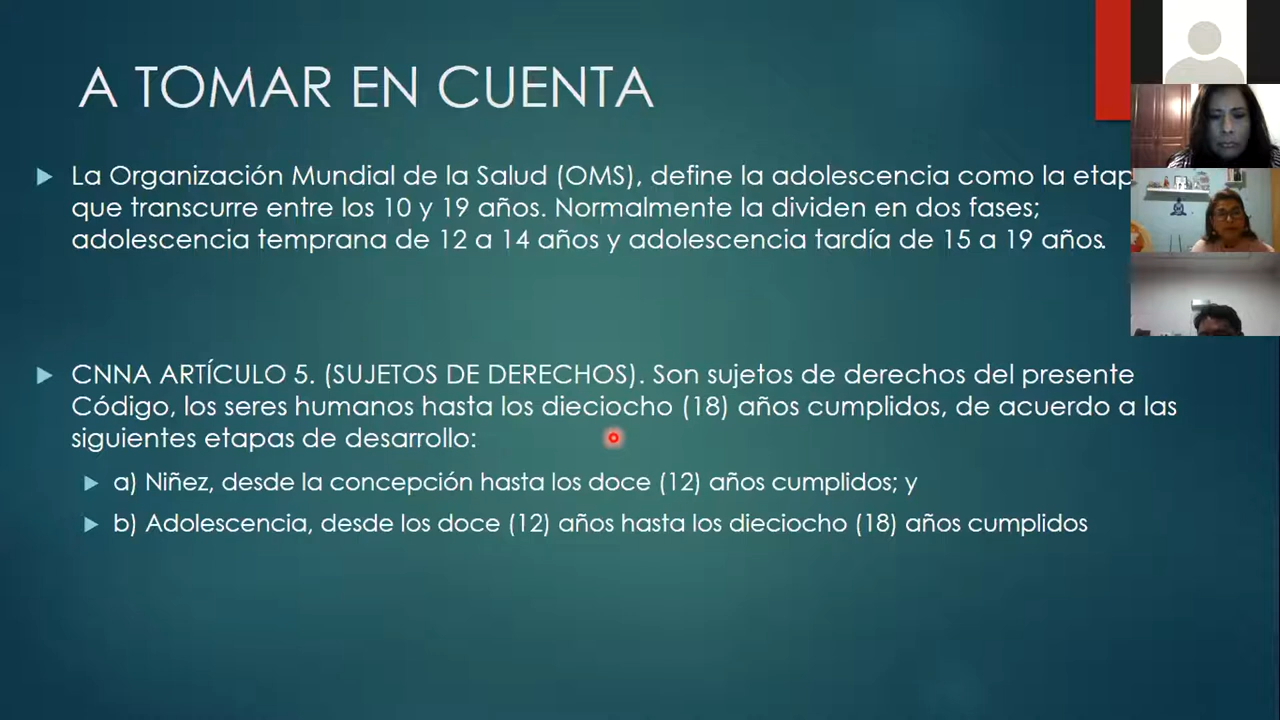 A TOMAR EN CUENTA
La Organización Mundial de la Salud (OMS), define la adolescencia como la etap
que transcurre entre los 10 y 19 años. Normalmente la dividen en dos fases;
adolescencia temprana de 12 a 14 años y adolescencia tardía de 15 a 19 años.
CNNA ARTÍCULO 5. (SUJETOS DE DERECHOS). Son sujetos de derechos del presente
Código, los seres humanos hasta los dieciocho (18) años cumplidos, de acuerdo a las
siguientes etapas de desarrollo:
a) Niñez, desde la concepción hasta los doce (12) años cumplidos; y
b) Adolescencia, desde los doce (12) años hasta los dieciocho (18) años cumplidos